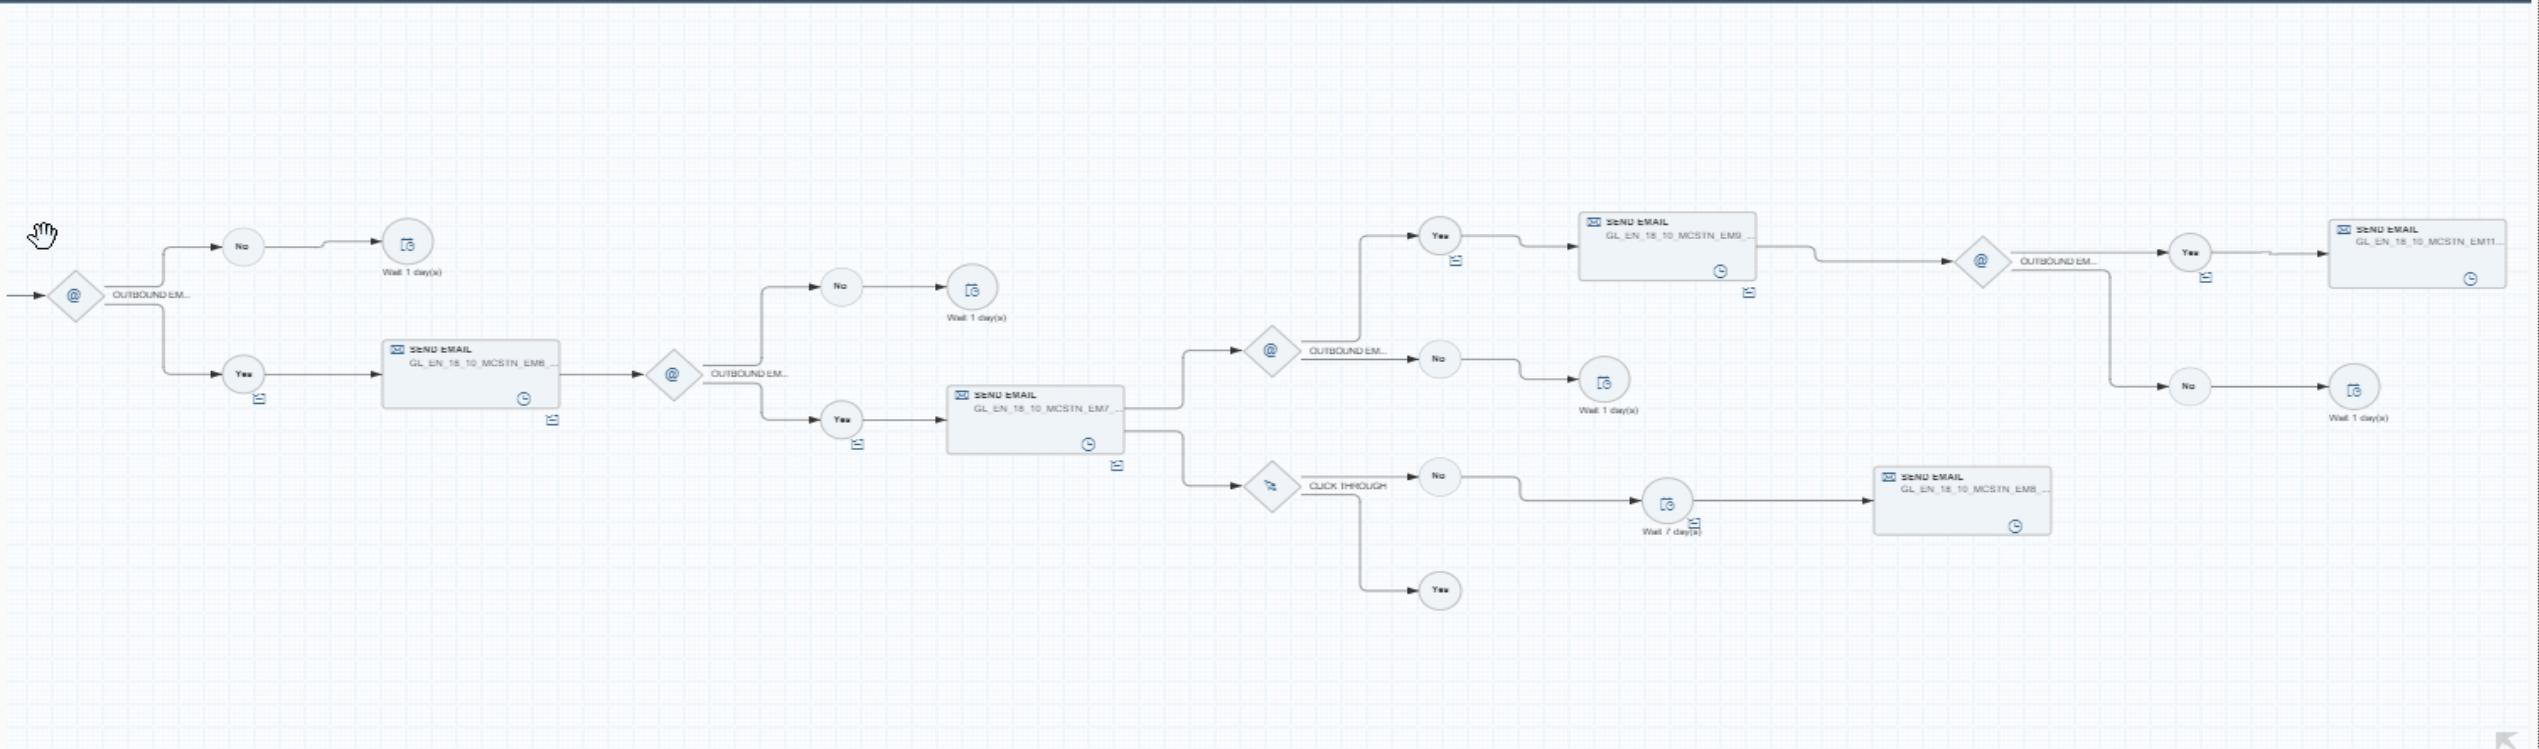 No
Wait 1 day(s)
@
OUTBOUND EM...
Yes
SEND EMAIL
GL_EN_18_10_MCSTN_EM6_...
@
OUTBOUND EM...
No
Wait 1 day(s)
Yes
SEND EMAIL
GL_EN_18_10_MCSTN_EM7_...
@
OUTBOUND EM...
Yes
SEND EMAIL
GL_EN_18_10_MCSTN_EM9_...
No
Wait 1 day(s)
CLICK THROUGH
No
Wait 7 day(s)
SEND EMAIL
GL_EN_18_10_MCSTN_EM8_...
Yes
@
OUTBOUND EM...
Yes
SEND EMAIL
GL_EN_18_10_MCSTN_EM11...
No
Wait 1 day(s)